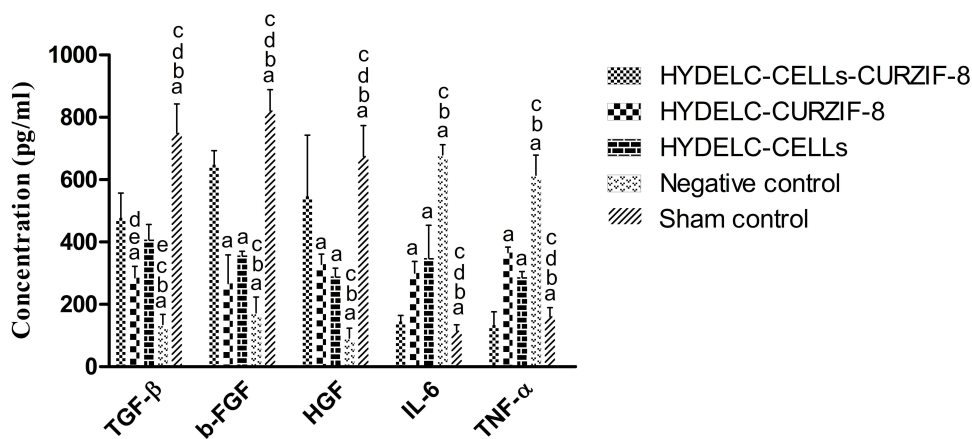 Concentration (pg/ml)
1000
800
600
400
200
0
d
e
a
e
c
b
a
c
d
b
a
a
a
c
b
a
c
d
b
a
a
a
c
b
a
c
d
b
a
a
a
c
b
a
c
d
b
a
a
a
c
b
a
c
d
b
a
TGF-β
b-FGF
HGF
IL-6
TNF-α
HYDELC-CELLs-CURZIF-8
HYDELC-CURZIF-8
HYDELC-CELLs
Negative control
Sham control